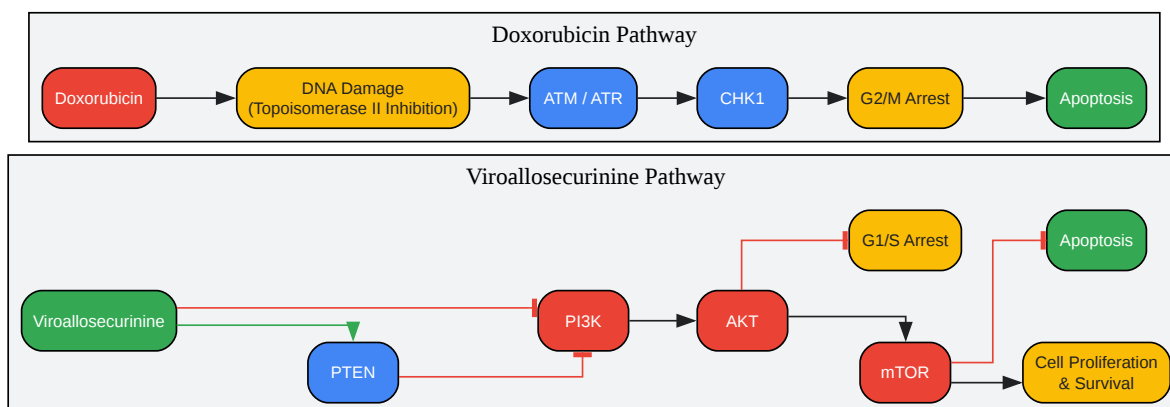 Doxorubicin Pathway
Doxorubicin
DNA Damage
(Topoisomerase II Inhibition)
ATM / ATR
CHK1
G2/M Arrest
Apoptosis
Viroallosecurinine Pathway
G1/S Arrest
Apoptosis
Viroallosecurinine
PI3K
AKT
PTEN
mTOR
Cell Proliferation
& Survival